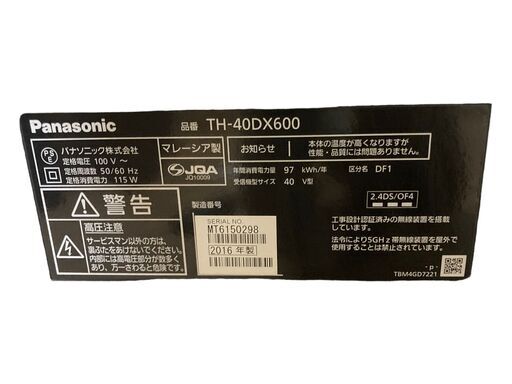 Panasonic
品番 TH-40DX600
パナソニック株式会社
定格電圧 100 V ～
定格周波数 50/60 Hz
定格消費電力 115 W
マレーシア製
JQA
JQ10009
お知らせ
本体の温度が高くなりますが
性能・品質には問題ありません。
年間消費電力量 97 kWh/年 区分名 DF1
受信機型サイズ 40 V型
警告
高圧注意
サービスマン以外の方は、
裏ぶたをあけないでください。
内部には高電圧部分が数多く
あり、万一さわると危険です。
製造番号
SERIAL NO.
MT6150298
2016 年製
2.4DS/OF4
工事設計認証済みの無線装置を搭載
しています。
法令により5GHz帯無線装置を屋外で
使用することは禁止されています。
- p -
TBM4GD7221